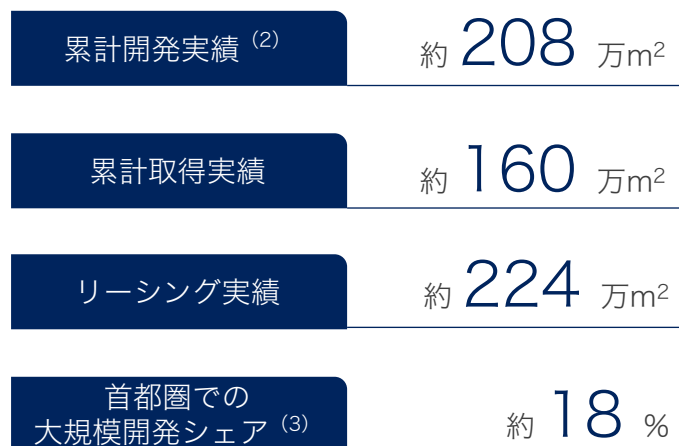 累計開発実績 (2) 約 208 万m²
累計取得実績 約 160 万m²
リーシング実績 約 224 万m²
首都圏での
大規模開発シェア (3) 約 18 %